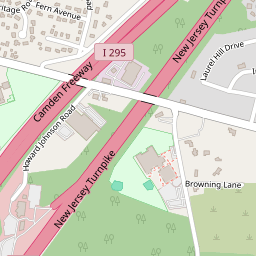 Fern Avenue
I 295
Camden Freeway
New Jersey Turnpike
Laurel Hill Drive
Howard Johnson Road
New Jersey Turnpike
Browning Lane